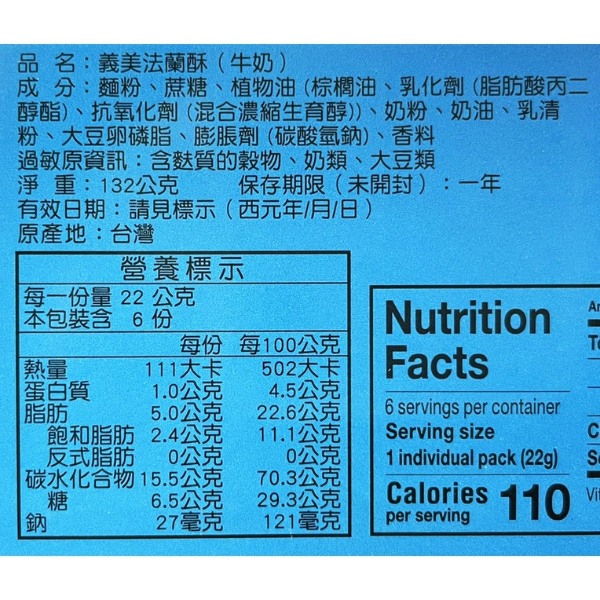 品 名：義美法蘭酥（牛奶）
成 分：麵粉、蔗糖、植物油 (棕櫚油、乳化劑 (脂肪酸丙二
醇酯)、抗氧化劑 (混合濃縮生育醇))、奶粉、奶油、乳清
粉、大豆卵磷脂、膨脹劑 (碳酸氫鈉)、香料
過敏原資訊：含麩質的穀物、奶類、大豆類
淨 重：132公克 保存期限（未開封）：一年
有效日期：請見標示（西元年/月/日）
原產地：台灣
營養標示
每一份量 22 公克
本包裝含 6 份
每份 每100公克
熱量 111大卡 502大卡
蛋白質 1.0公克 4.5公克
脂肪 5.0公克 22.6公克
飽和脂肪 2.4公克 11.1公克
反式脂肪 0公克 0公克
碳水化合物 15.5公克 70.3公克
糖 6.5公克 29.3公克
鈉 27毫克 121毫克
Nutrition
Facts
6 servings per container
Serving size
1 individual pack (22g)
Calories 110
per serving